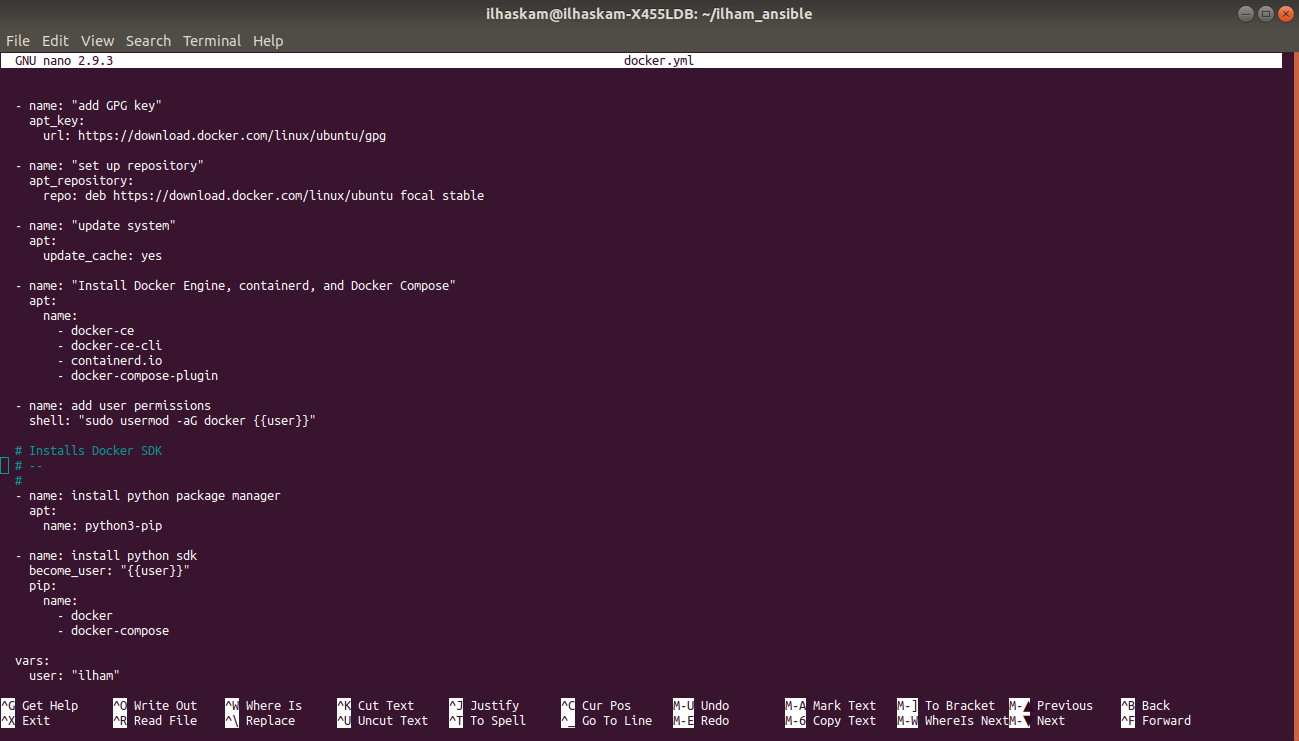 ilhaskam@ilhaskam-X455LDB: ~/ilham_ansible
File Edit View Search Terminal Help
GNU nano 2.9.3 docker.yml
- name: "add GPG key"
apt_key:
url: https://download.docker.com/linux/ubuntu/gpg
- name: "set up repository"
apt_repository:
repo: deb https://download.docker.com/linux/ubuntu focal stable
- name: "update system"
apt:
update_cache: yes
- name: "Install Docker Engine, containerd, and Docker Compose"
apt:
name:
- docker-ce
- docker-ce-cli
- containerd.io
- docker-compose-plugin
- name: add user permissions
shell: "sudo usermod -aG docker {{user}}"
# Installs Docker SDK
# --
#
- name: install python package manager
apt:
name: python3-pip
- name: install python sdk
become_user: "{{user}}"
pip:
name:
- docker
- docker-compose
vars:
user: "ilham"
^G Get Help ^O Write Out ^W Where Is ^K Cut Text ^J Justify ^C Cur Pos M-U Undo M-A Mark Text M-] To Bracket M-▲ Previous ^B Back
^X Exit ^R Read File ^\ Replace ^U Uncut Text ^T To Spell ^_ Go To Line M-E Redo M-6 Copy Text M-W WhereIs Next M-▼ Next ^F Forward